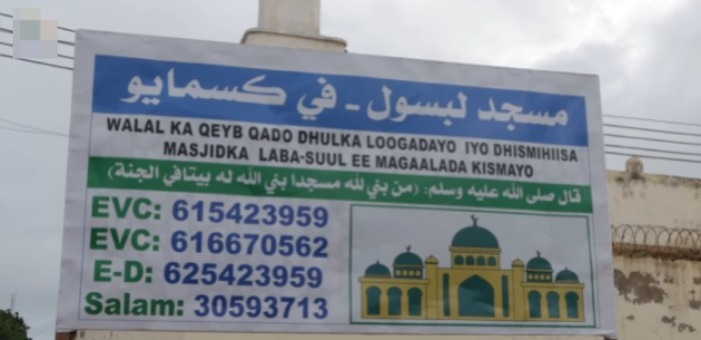 مسجد لبسول - في كسمايو
WALAL KA QEYB QADO DHULKA LOOGADAYO IYO DHISMIHIISA
MASJIDKA LABA-SUUL EE MAGAALADA KISMAYO
قال صلى الله عليه وسلم: (من بني لله مسجدا بني الله له بيتافي الجنة)
EVC: 615423959
EVC: 616670562
E-D: 625423959
Salam: 30593713